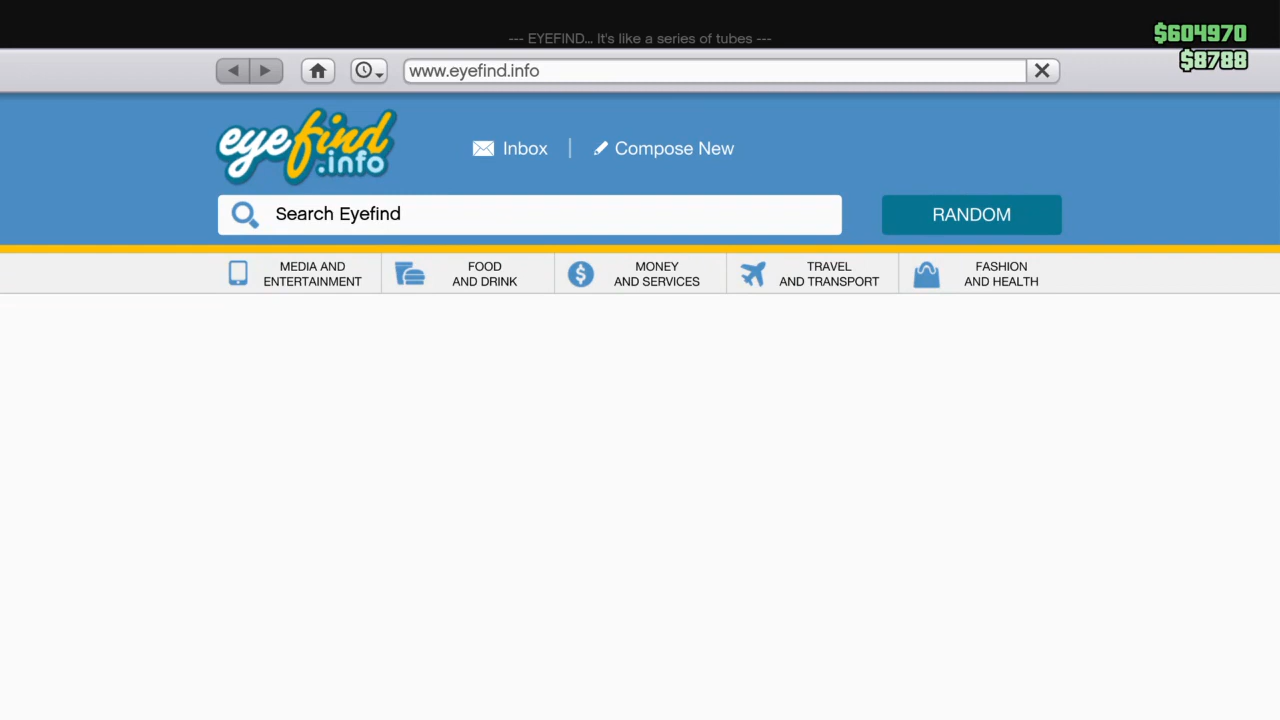 --- EYEFIND... It's like a series of tubes ---
$604970
$8788
www.eyefind.info
eyefind
.info
Inbox
Compose New
Search Eyefind
RANDOM
MEDIA AND
ENTERTAINMENT
FOOD
AND DRINK
MONEY
AND SERVICES
TRAVEL
AND TRANSPORT
FASHION
AND HEALTH